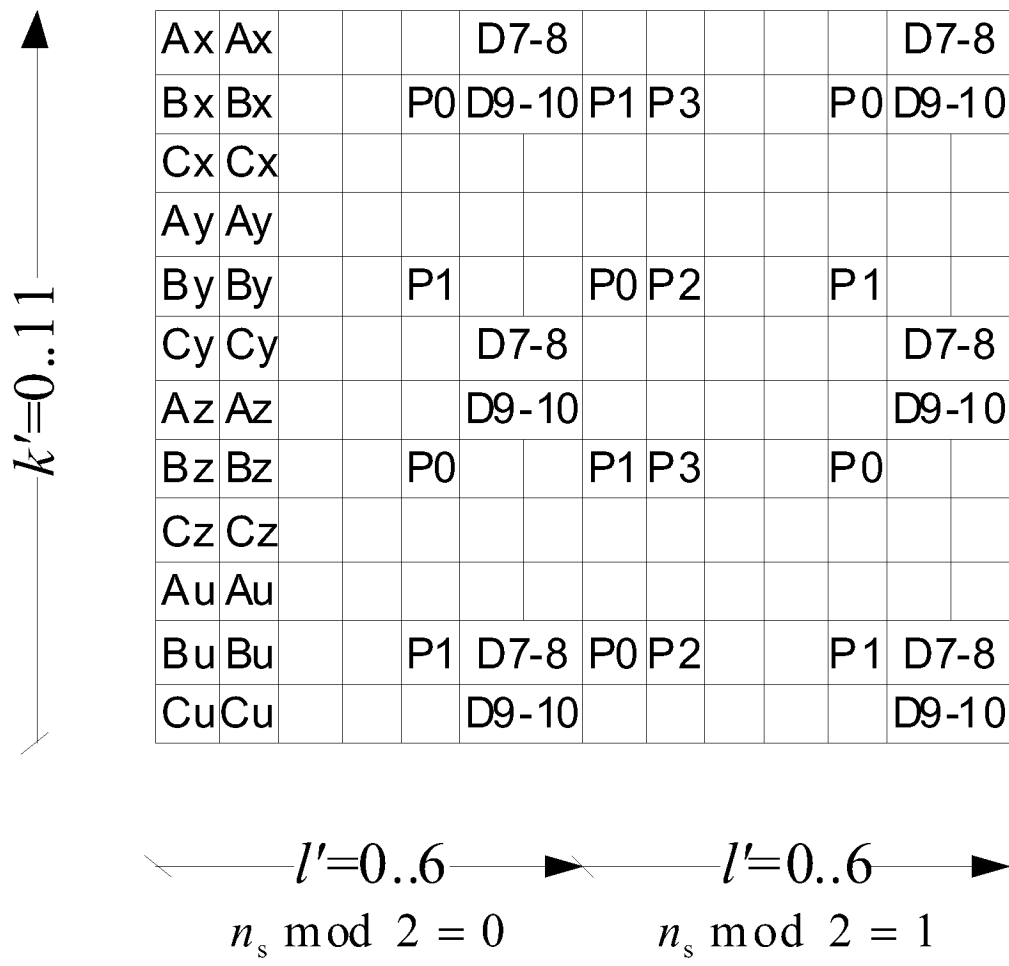 Ax Ax D7-8 D7-8
Bx Bx P0 D9-10 P1 P3 P0 D9-10
Cx Cx
Ay Ay
By By P1 P0 P2 P1
Cy Cy D7-8 D7-8
Az Az D9-10 D9-10
Bz Bz P0 P1 P3 P0
Cz Cz
Au Au
Bu Bu P1 D7-8 P0 P2 P1 D7-8
Cu Cu D9-10 D9-10
k'=0..11
l'=0..6 l'=0..6
ns mod 2 = 0 ns mod 2 = 1